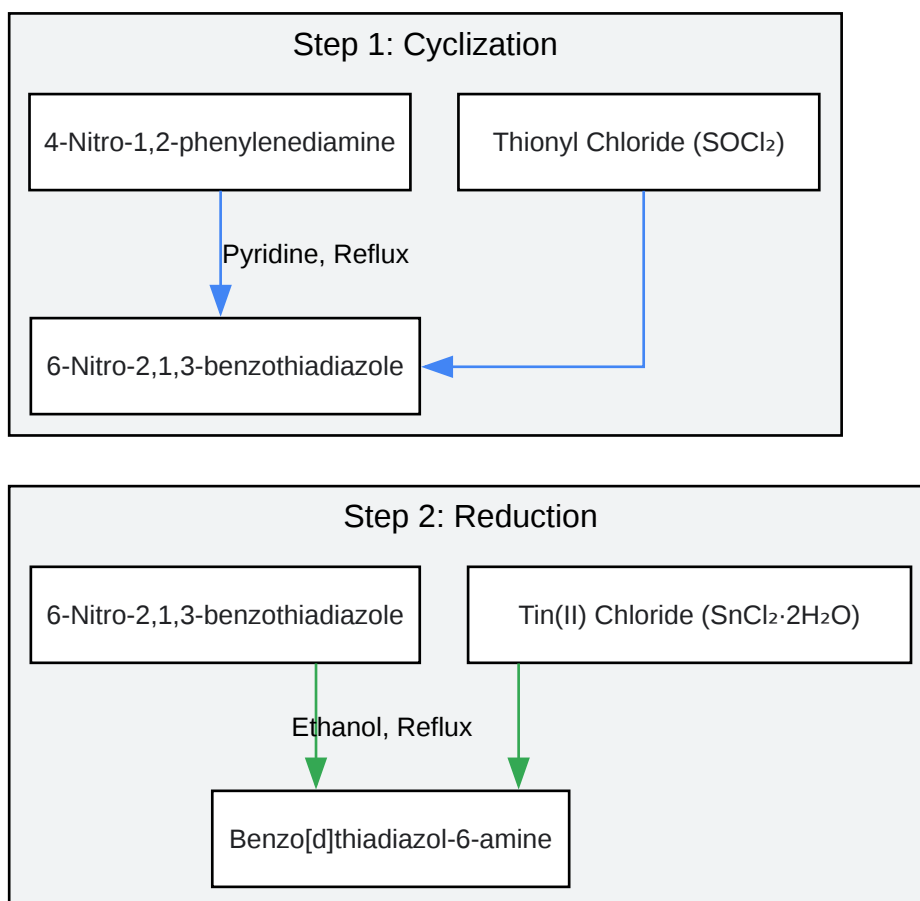 Step 1: Cyclization
4-Nitro-1,2-phenylenediamine
Thionyl Chloride (SOCl₂)
Pyridine, Reflux
6-Nitro-2,1,3-benzothiadiazole
Step 2: Reduction
6-Nitro-2,1,3-benzothiadiazole
Tin(II) Chloride (SnCl₂·2H₂O)
Ethanol, Reflux
Benzo[d]thiadiazol-6-amine